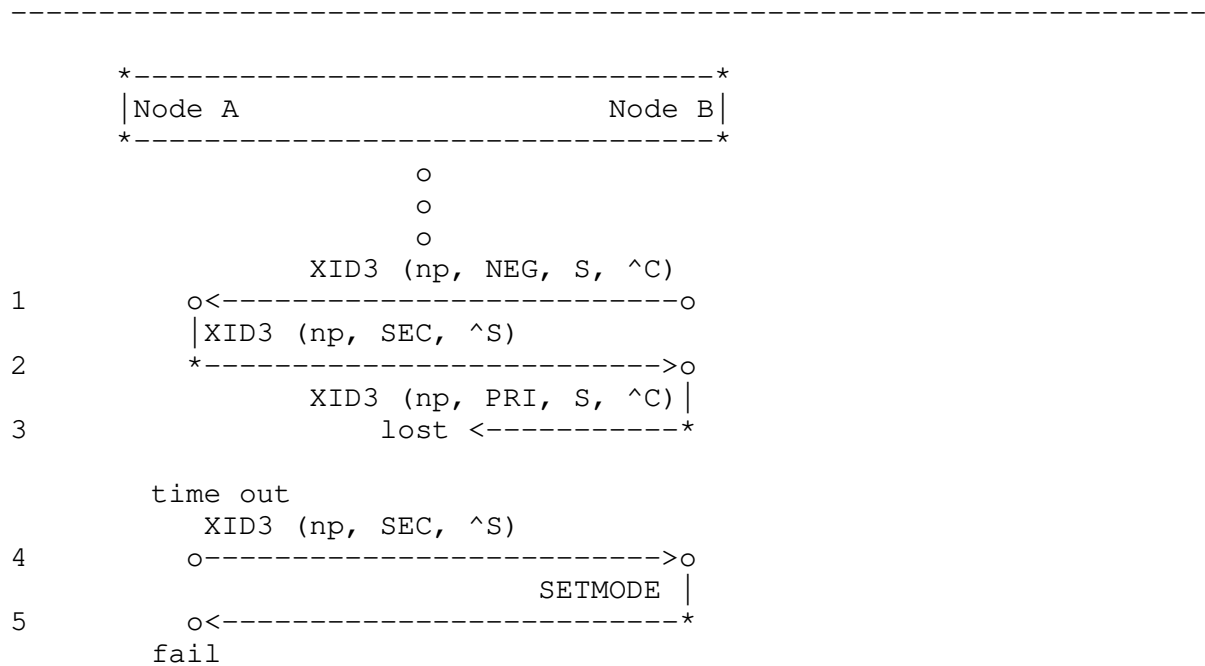 --------------------------------------------------------------------
*---------------------------------*
|Node A                     Node B|
*---------------------------------*
o
o
o
XID3 (np, NEG, S, ^C)
1          o<--------------------------o
|XID3 (np, SEC, ^S)
2          *-------------------------->o
XID3 (np, PRI, S, ^C)|
3                     lost <-----------*
time out
XID3 (np, SEC, ^S)
4          o-------------------------->o
SETMODE |
5          o<--------------------------*
fail